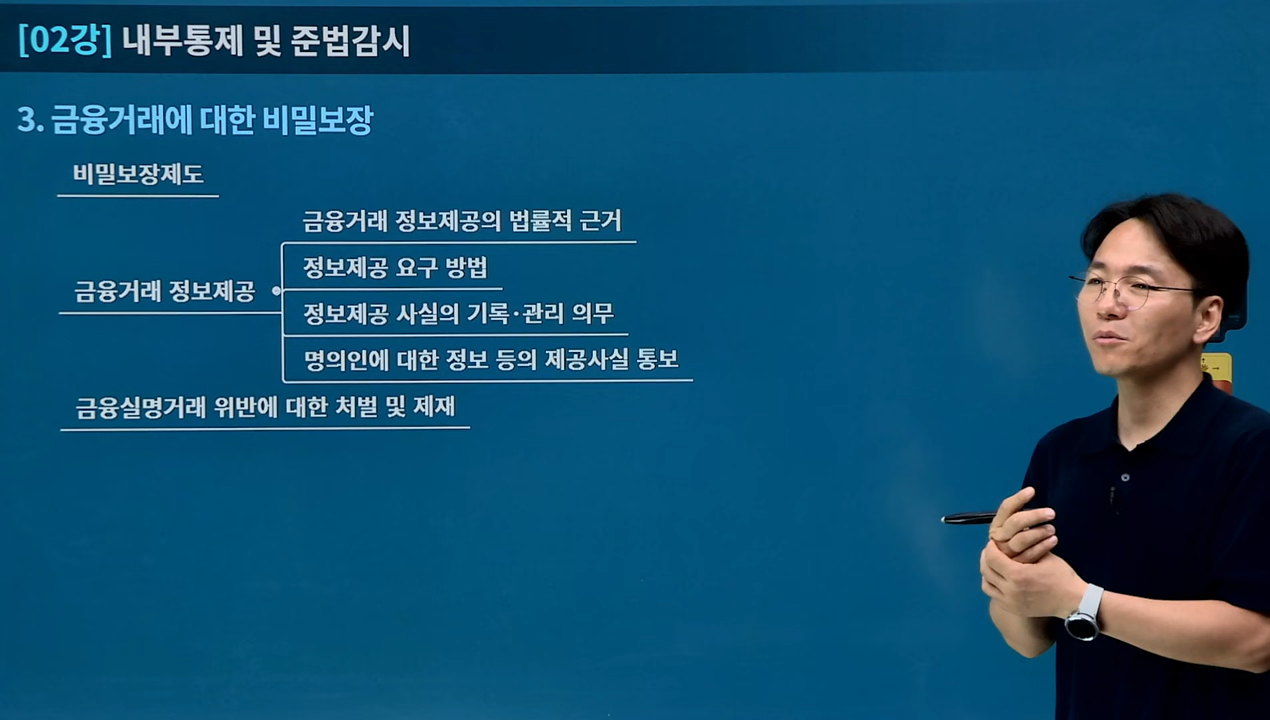 [02강] 내부통제 및 준법감시
3. 금융거래에 대한 비밀보장
비밀보장제도
금융거래 정보제공의 법률적 근거
정보제공 요구 방법
금융거래 정보제공
정보제공 사실의 기록·관리 의무
명의인에 대한 정보 등의 제공사실 통보
금융실명거래 위반에 대한 처벌 및 제재